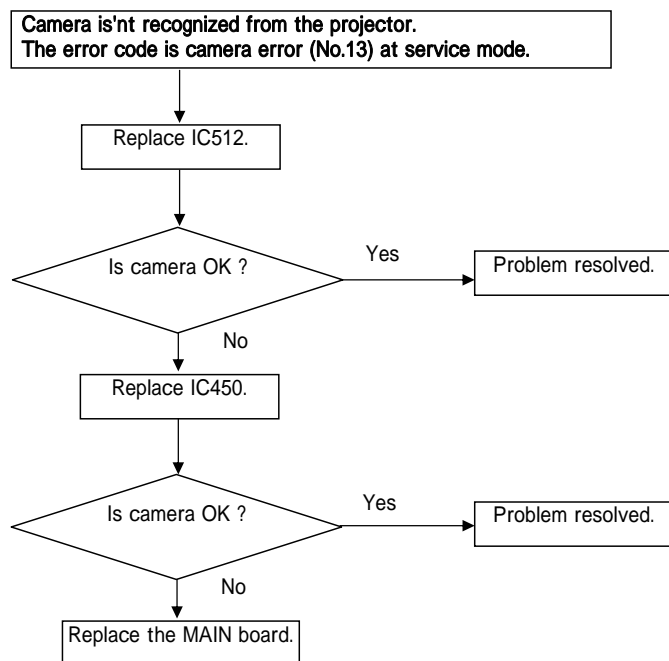 Camera is'nt recognized from the projector.
The error code is camera error (No.13) at service mode.
Replace IC512.
Is camera OK ?
Yes
Problem resolved.
No
Replace IC450.
Is camera OK ?
Yes
Problem resolved.
No
Replace the MAIN board.